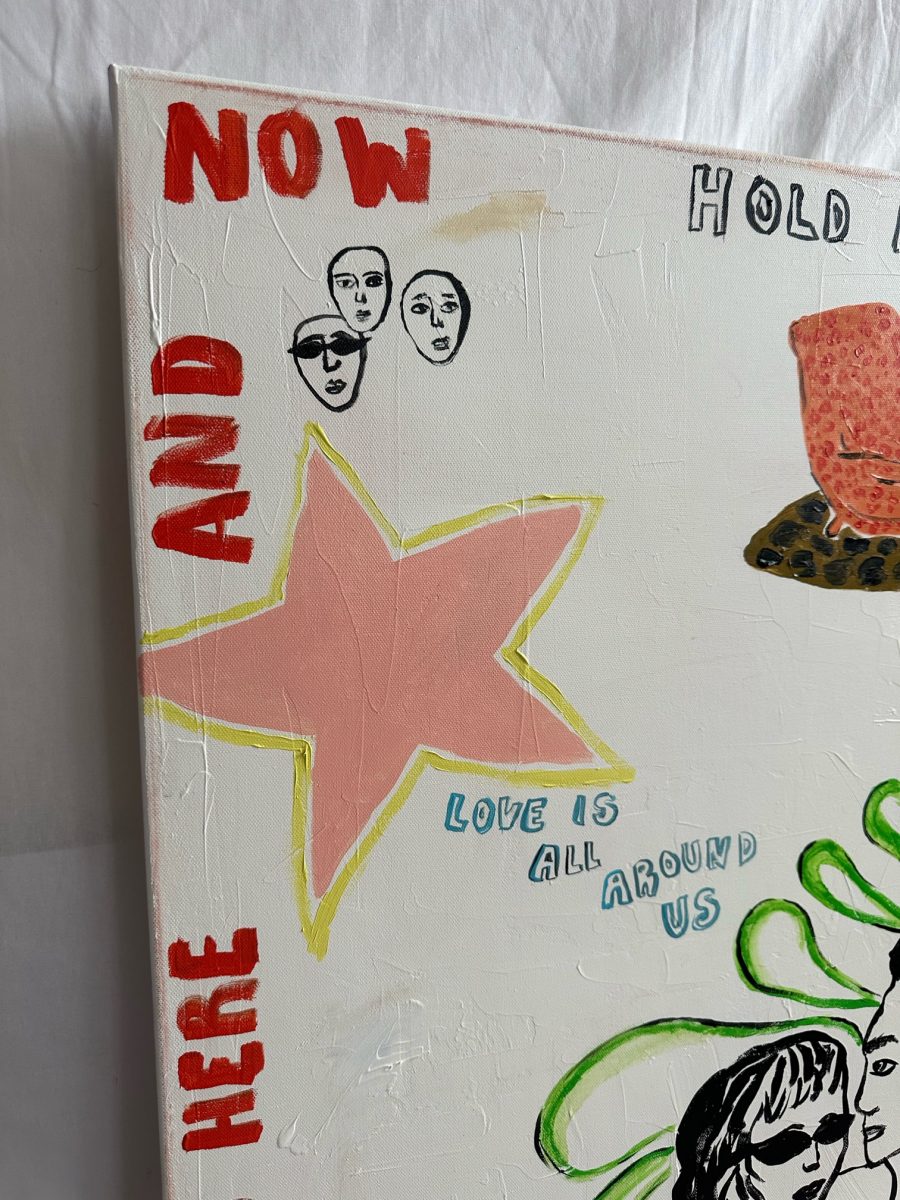 HERE
AND
NOW
HOLD
LOVE IS
ALL
AROUND
US